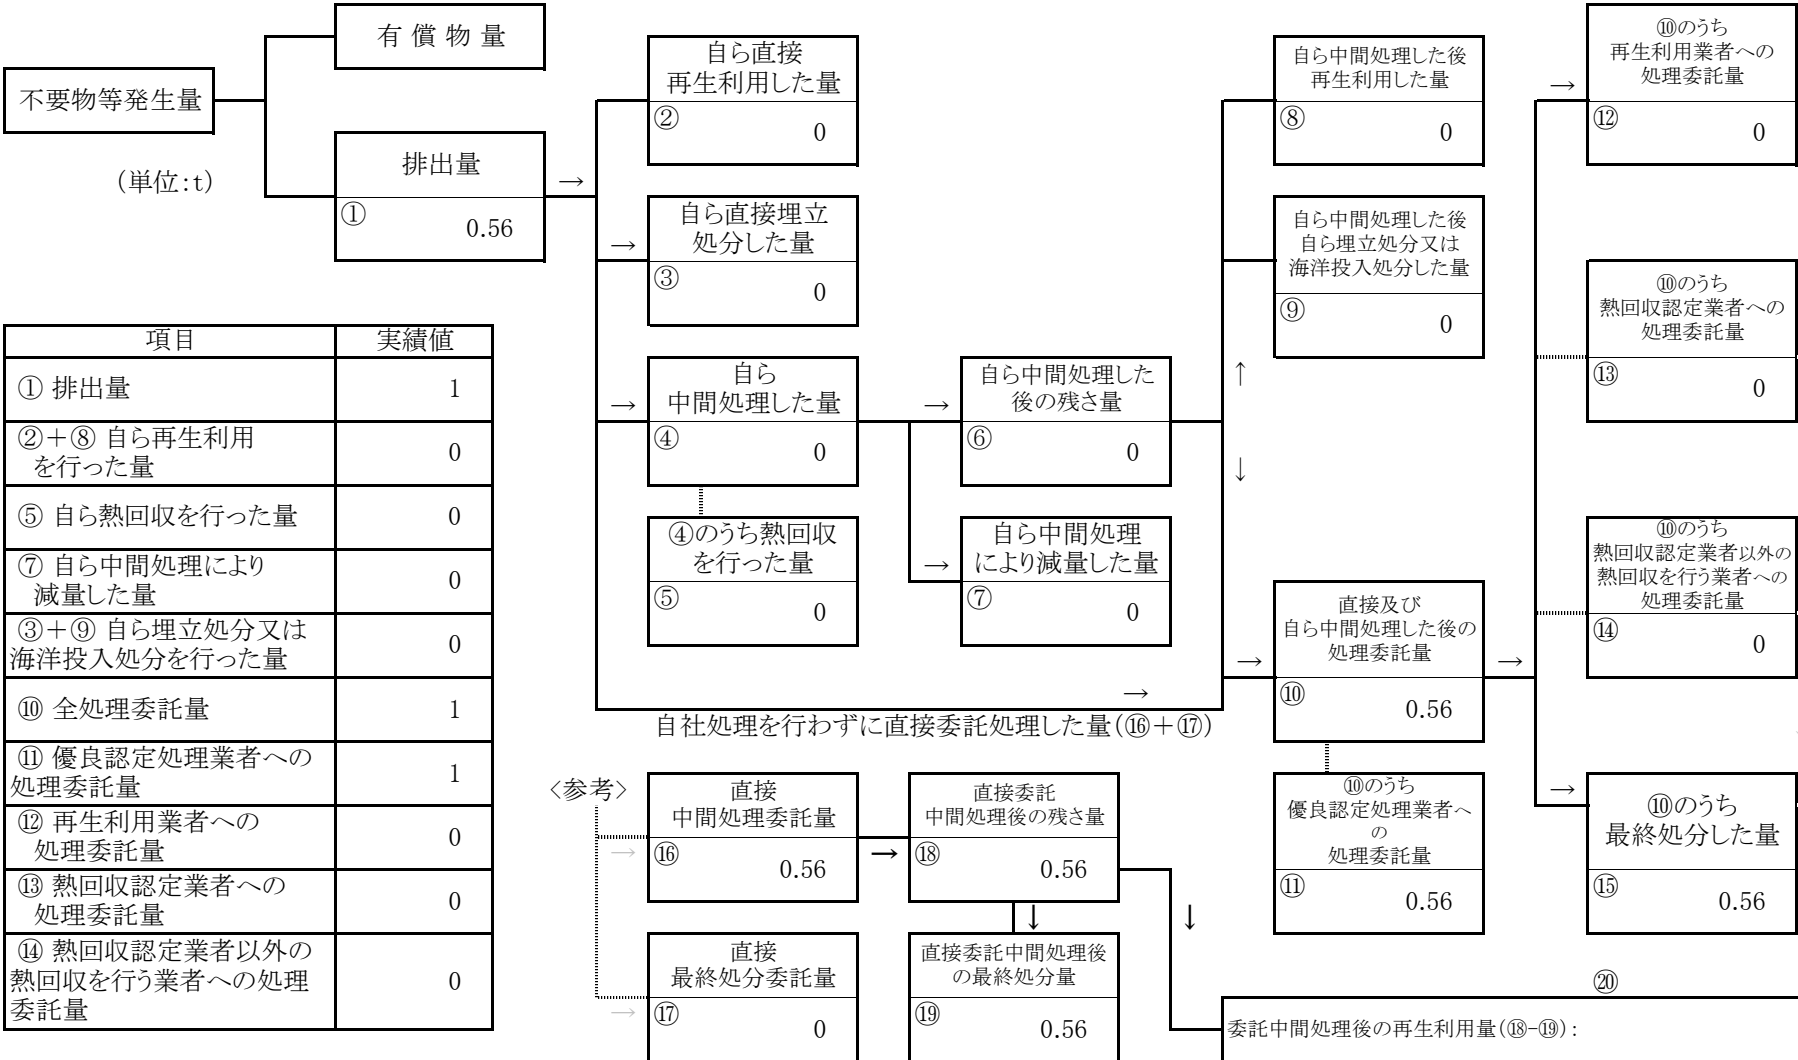 有 償 物 量
不要物等発生量
(単位:t)
排出量
→
①
0.56
自ら直接
再生利用した量
②
0
→
自ら直接埋立
処分した量
③
0
→
自ら
中間処理した量
④
0
④のうち熱回収
を行った量
⑤
0
→
自ら中間処理した
後の残さ量
⑥
0
→
自ら中間処理
により減量した量
⑦
0
自ら中間処理した後
再生利用した量
⑧
0
自ら中間処理した後
自ら埋立処分又は
海洋投入処分した量
⑨
0
↑
↓
→
直接及び
自ら中間処理した後の
処理委託量
⑩
0.56
→
⑩のうち
優良認定処理業者へ
の
処理委託量
⑪
0.56
→
⑩のうち
再生利用業者への
処理委託量
⑫
0
⑩のうち
熱回収認定業者への
処理委託量
⑬
0
⑩のうち
熱回収認定業者以外の
熱回収を行う業者への
処理委託量
⑭
0
→
⑩のうち
最終処分した量
⑮
0.56
→
自社処理を行わずに直接委託処理した量(⑯+⑰)
〈参考〉
→
直接
中間処理委託量
⑯
0.56
→
直接委託
中間処理後の残さ量
⑱
0.56
↓
↓
→
直接
最終処分委託量
⑰
0
直接委託中間処理後
の最終処分量
⑲
0.56
⑳
委託中間処理後の再生利用量(⑱-⑲):
項目 実績値
① 排出量 1
②+⑧ 自ら再生利用
を行った量 0
⑤ 自ら熱回収を行った量 0
⑦ 自ら中間処理により
減量した量 0
③+⑨ 自ら埋立処分又は
海洋投入処分を行った量 0
⑩ 全処理委託量 1
⑪ 優良認定処理業者への
処理委託量 1
⑫ 再生利用業者への
処理委託量 0
⑬ 熱回収認定業者への
処理委託量 0
⑭ 熱回収認定業者以外の
熱回収を行う業者への処理 0
委託量